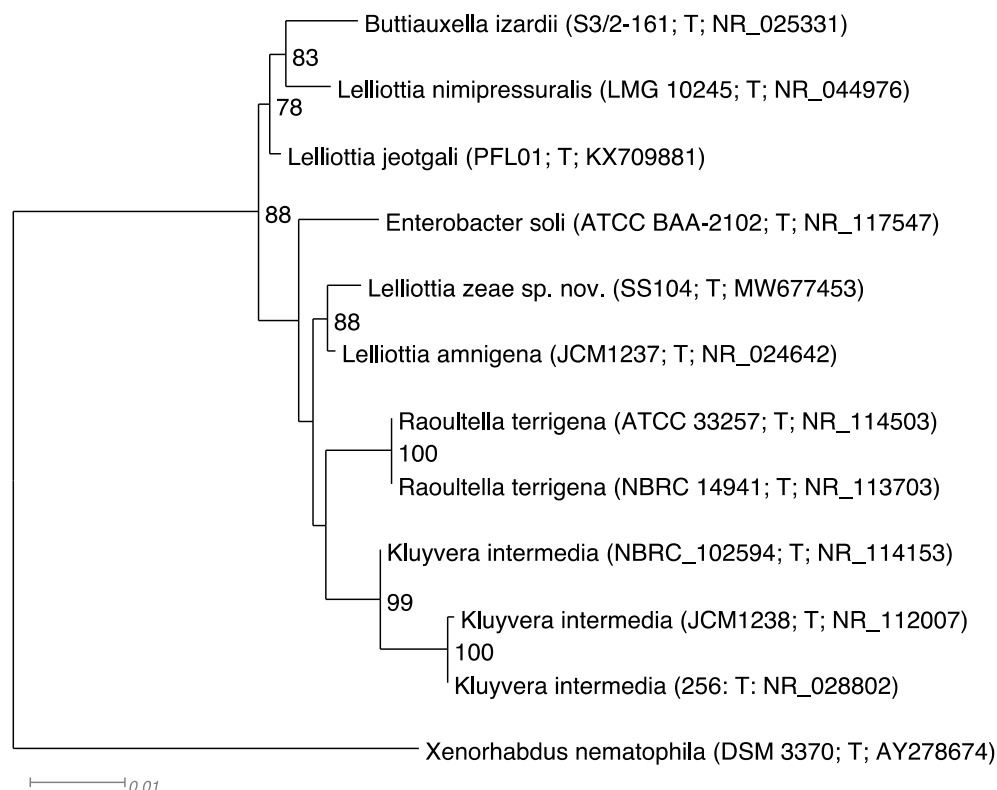 Buttiauxella izardii (S3/2-161; T; NR_025331)
83
Lelliottia nimipressuralis (LMG 10245; T; NR_044976)
78
Lelliottia jeotgali (PFL01; T; KX709881)
88
Enterobacter soli (ATCC BAA-2102; T; NR_117547)
Lelliottia zeae sp. nov. (SS104; T; MW677453)
88
Lelliottia amnigena (JCM1237; T; NR_024642)
Raoultella terrigena (ATCC 33257; T; NR_114503)
100
Raoultella terrigena (NBRC 14941; T; NR_113703)
Kluyvera intermedia (NBRC_102594; T; NR_114153)
99
Kluyvera intermedia (JCM1238; T; NR_112007)
100
Kluyvera intermedia (256: T: NR_028802)
Xenorhabdus nematophila (DSM 3370; T; AY278674)
0.01